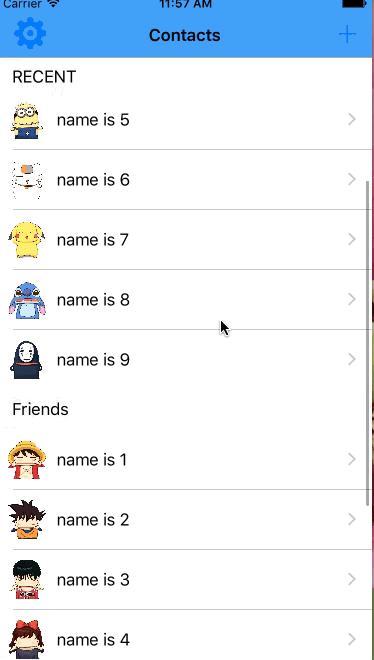 Carrier 11:57 AM
Contacts
RECENT
name is 5
name is 6
name is 7
name is 8
name is 9
Friends
name is 1
name is 2
name is 3
name is 4